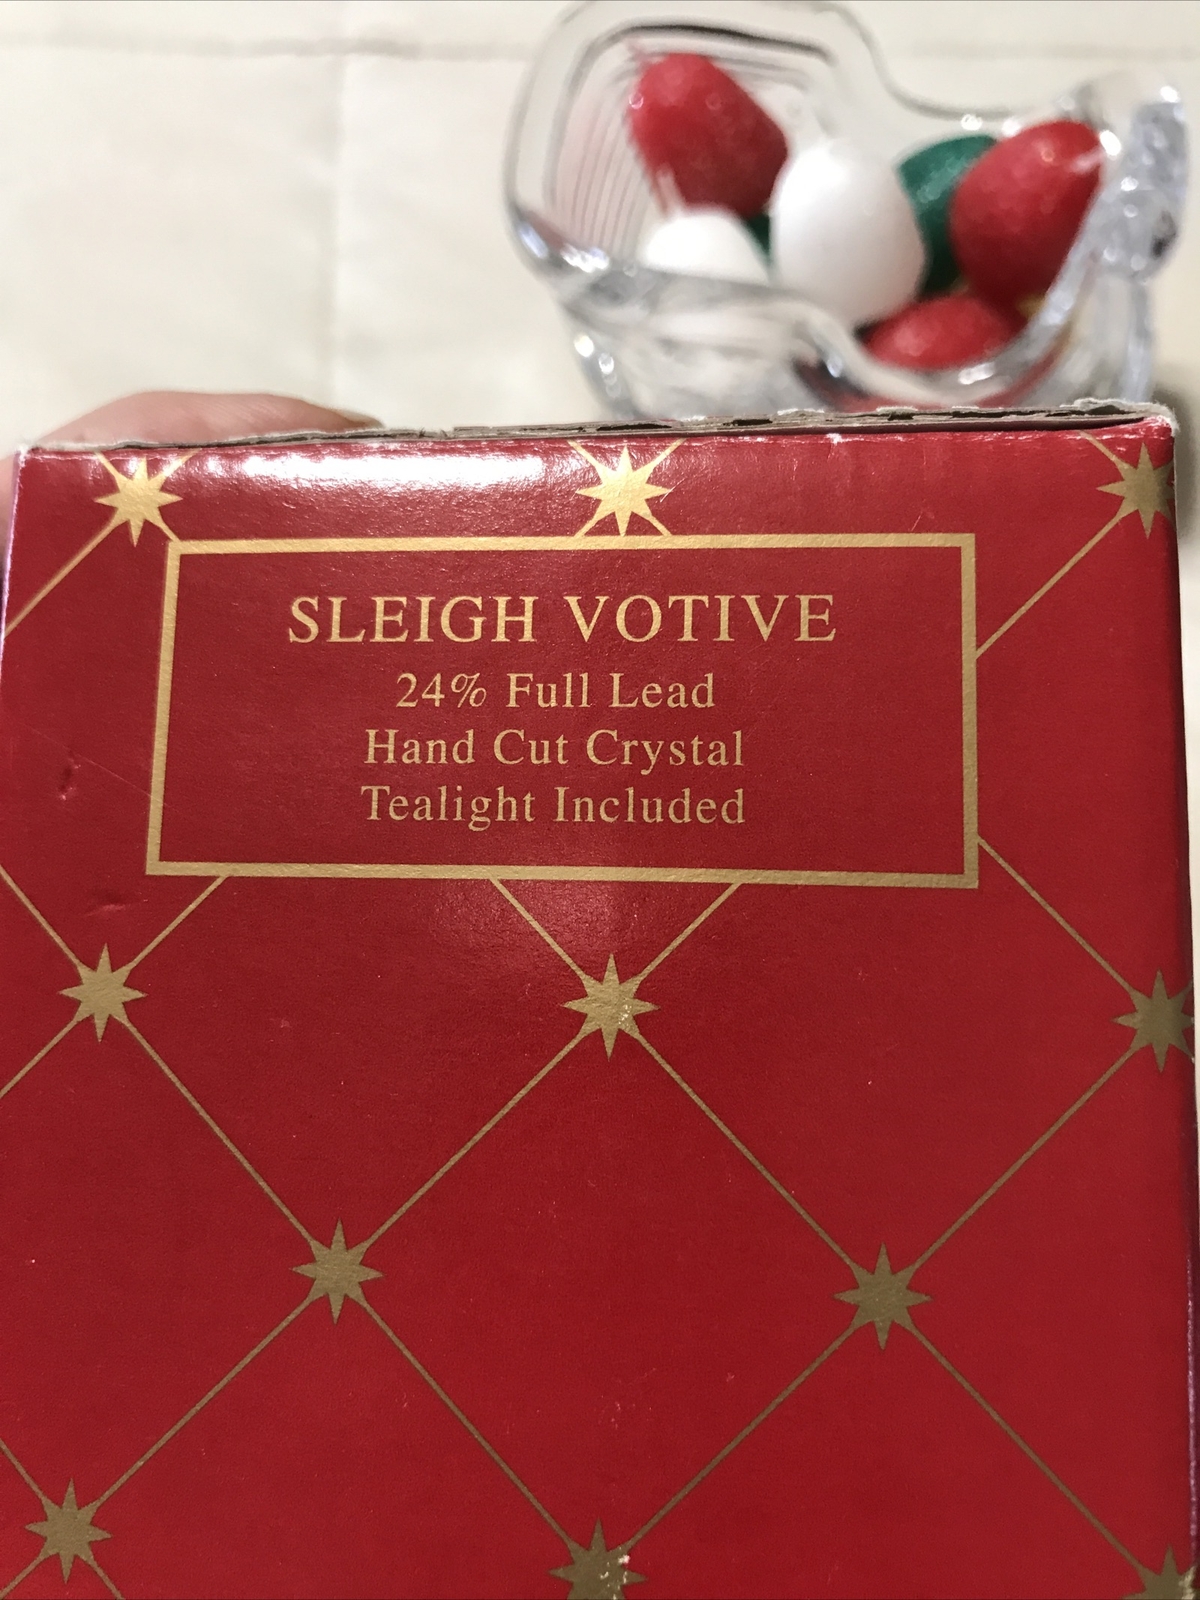 SLEIGH VOTIVE
24% Full Lead
Hand Cut Crystal
Tealight Included